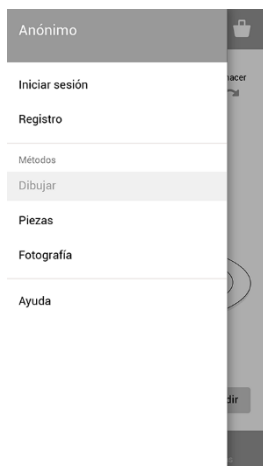 Anónimo
Iniciar sesión
Registro
Métodos
Dibujar
Piezas
Fotografía
Ayuda